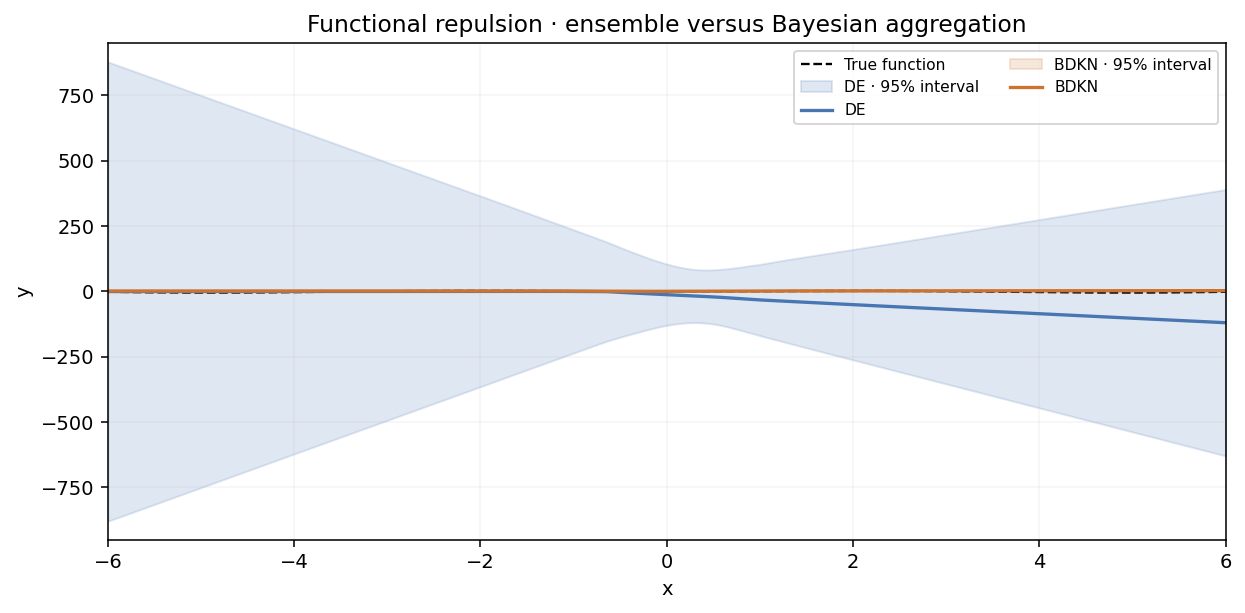 Functional repulsion · ensemble versus Bayesian aggregation
True function
DE · 95% interval
DE
BDKN · 95% interval
BDKN
750
500
250
0
−250
−500
−750
y
−6
−4
−2
0
2
4
6
x